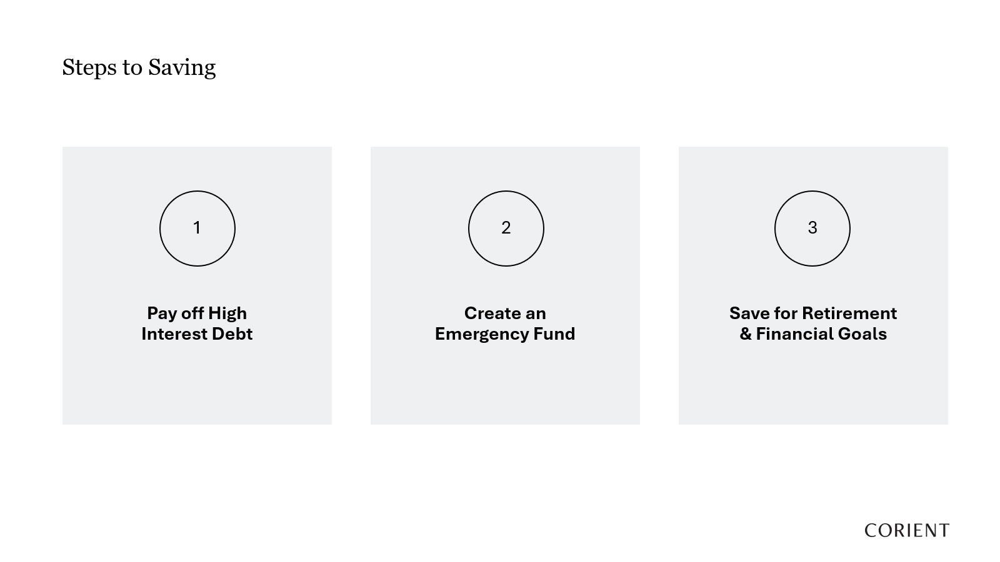 Steps to Saving
1
Pay off High
Interest Debt
2
Create an
Emergency Fund
3
Save for Retirement
& Financial Goals
CORIENT